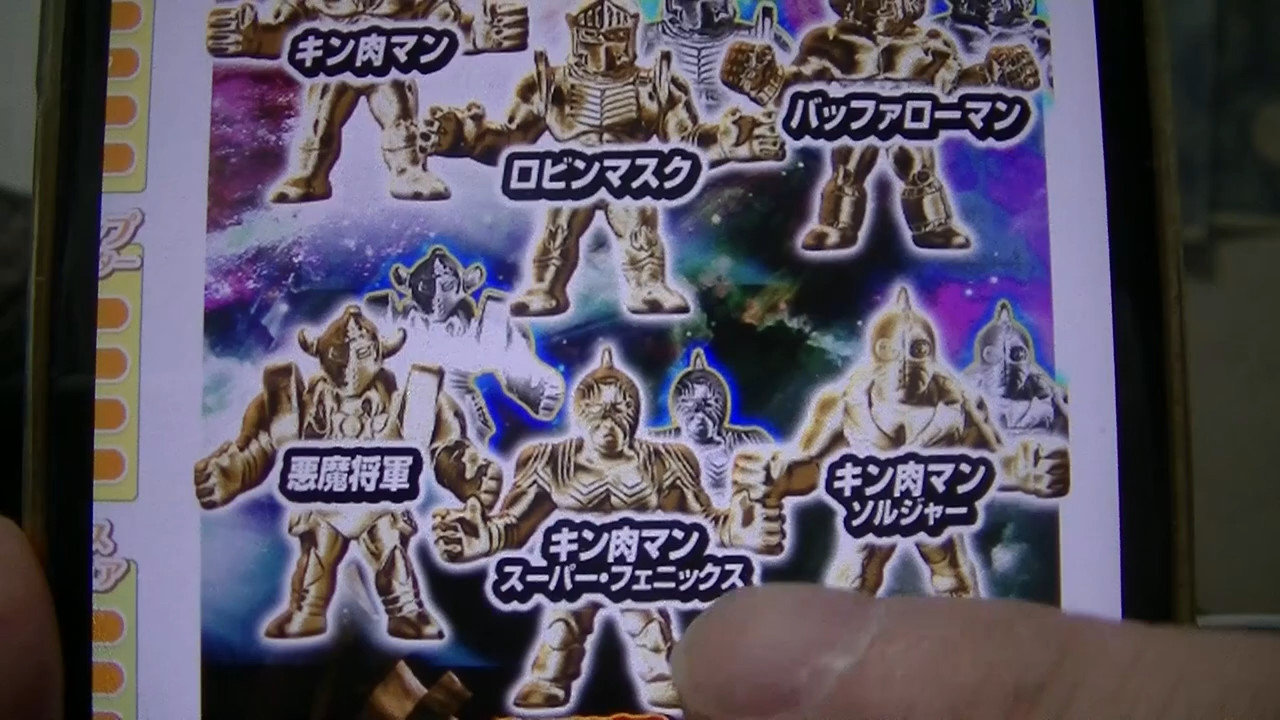 キン肉マン
バッファローマン
ロビンマスク
悪魔将軍
キン肉マン
ソルジャー
キン肉マン
スーパー・フェニックス